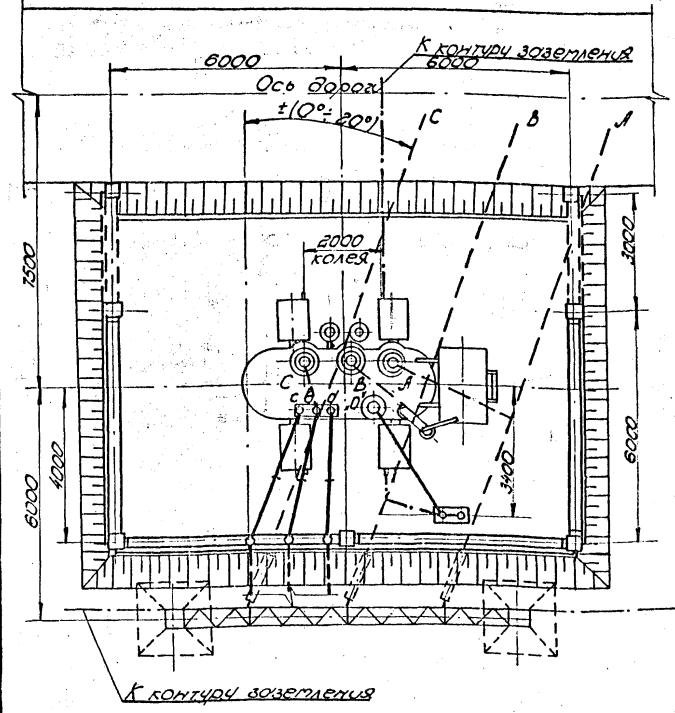 К контуру заземления
6000
6000
Ось дороги
±(0°÷20°)
С
В
А
2000
колея
7500
3000
С
В
А
с
в
а
0
6000
4000
3400
6000
К контуру заземления